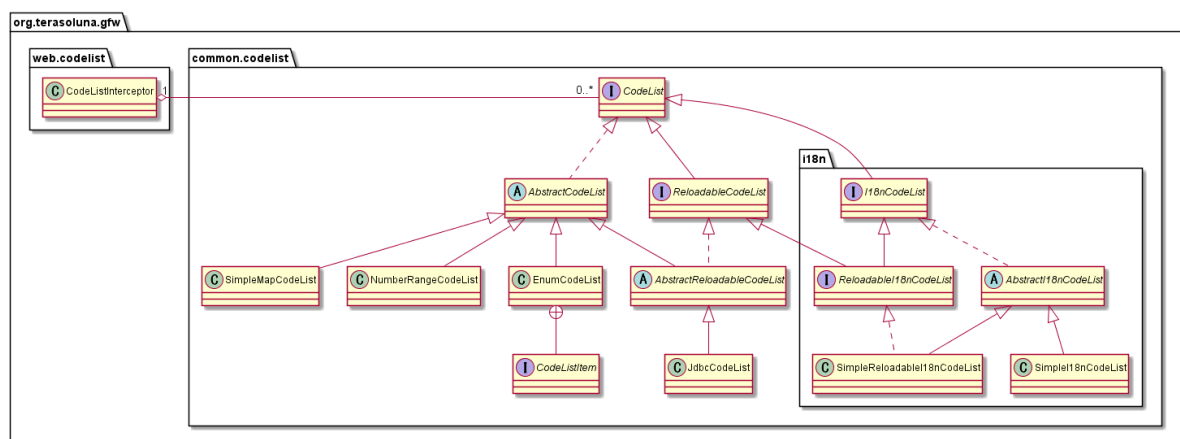 org.terasoluna.gfw
web.codelist
common.codelist
C CodeListInterceptor
1
0..*
I CodeList
i18n
A AbstractCodeList
I ReloadableCodeList
I I18nCodeList
C SimpleMapCodeList
C NumberRangeCodeList
C EnumCodeList
A AbstractReloadableCodeList
I ReloadableI18nCodeList
A AbstractI18nCodeList
I CodeListItem
C JdbcCodeList
C SimpleReloadableI18nCodeList
C SimpleI18nCodeList